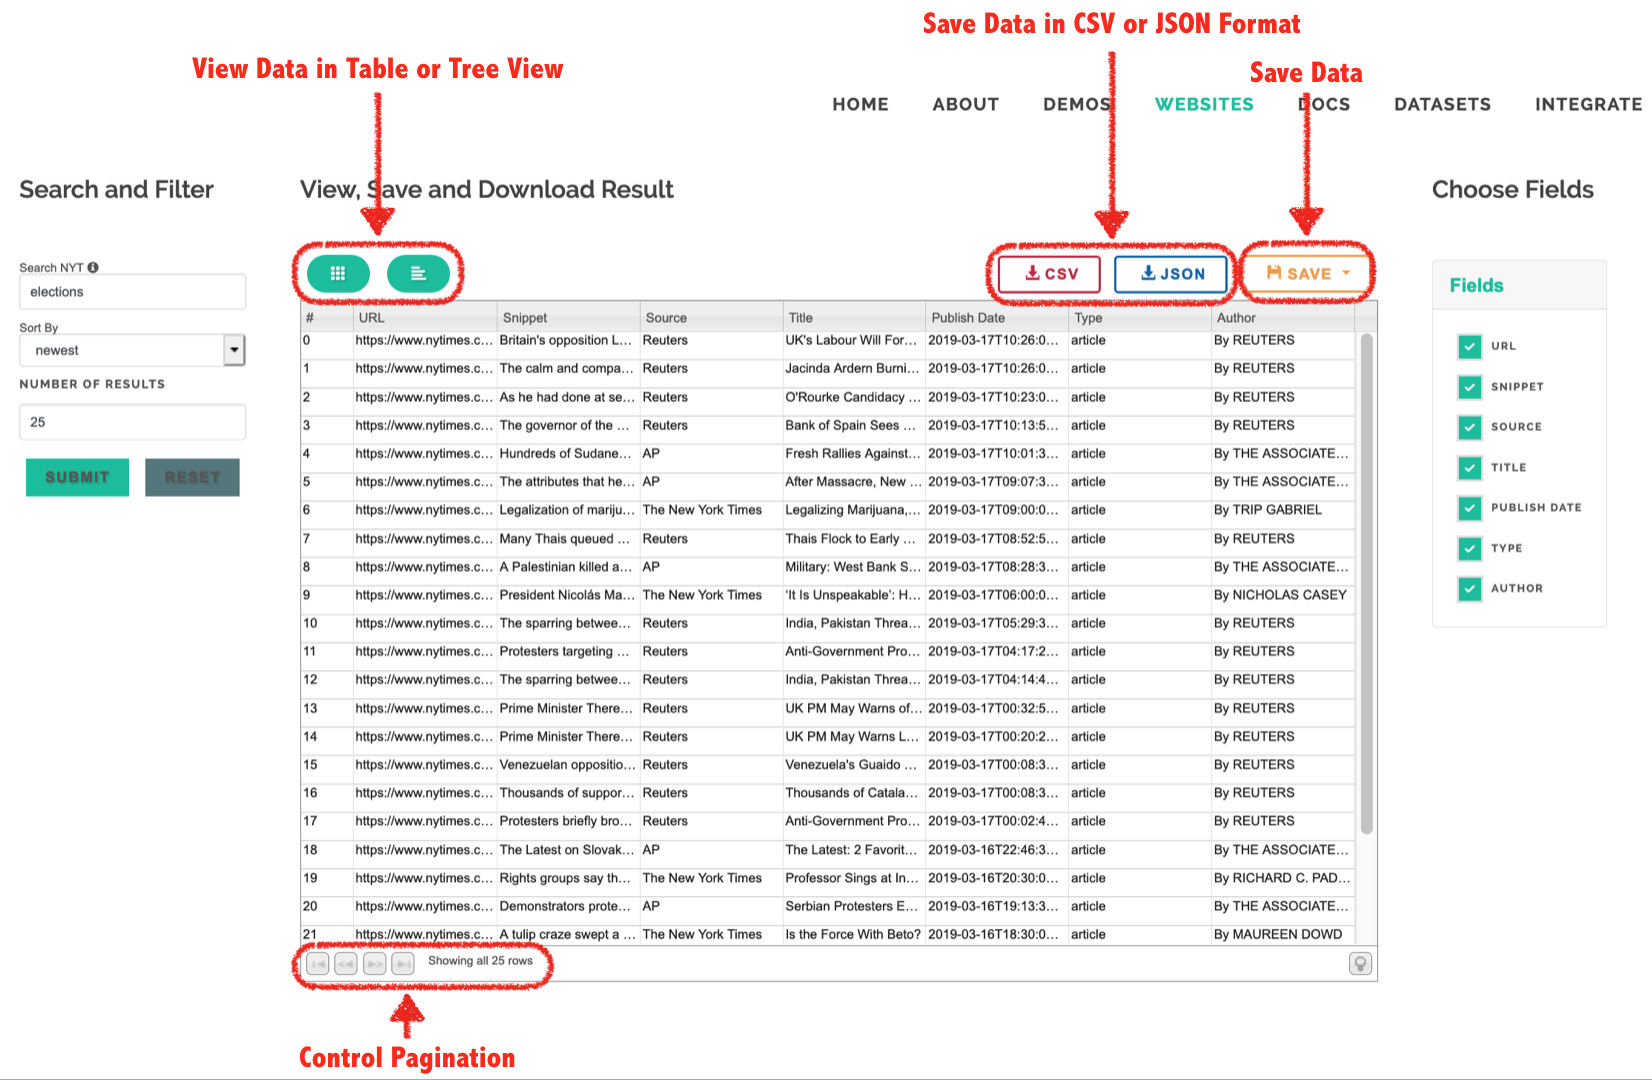 Save Data in CSV or JSON Format
View Data in Table or Tree View
Save Data
HOME ABOUT DEMOS WEBSITES DOCS DATASETS INTEGRATE
Search and Filter
View, Save and Download Result
Choose Fields
Search NYT
elections
Sort By
newest
NUMBER OF RESULTS
25
SUBMIT RESET
CSV JSON SAVE
# URL Snippet Source Title Publish Date Type Author
0 https://www.nytimes.c... Britain's opposition L... Reuters UK's Labour Will For... 2019-03-17T10:26:0... article By REUTERS
1 https://www.nytimes.c... The calm and compa... Reuters Jacinda Ardern Burni... 2019-03-17T10:26:0... article By REUTERS
2 https://www.nytimes.c... As he had done at se... Reuters O'Rourke Candidacy ... 2019-03-17T10:23:0... article By REUTERS
3 https://www.nytimes.c... The governor of the ... Reuters Bank of Spain Sees ... 2019-03-17T10:13:5... article By REUTERS
4 https://www.nytimes.c... Hundreds of Sudane... AP Fresh Rallies Against... 2019-03-17T10:01:3... article By THE ASSOCIATE...
5 https://www.nytimes.c... The attributes that he... AP After Massacre, New ... 2019-03-17T09:07:3... article By THE ASSOCIATE...
6 https://www.nytimes.c... Legalization of mariju... The New York Times Legalizing Marijuana,... 2019-03-17T09:00:0... article By TRIP GABRIEL
7 https://www.nytimes.c... Many Thais queued ... Reuters Thais Flock to Early ... 2019-03-17T08:52:5... article By REUTERS
8 https://www.nytimes.c... A Palestinian killed a... AP Military: West Bank S... 2019-03-17T08:28:3... article By THE ASSOCIATE...
9 https://www.nytimes.c... President Nicolás Ma... The New York Times 'It Is Unspeakable': H... 2019-03-17T06:00:0... article By NICHOLAS CASEY
10 https://www.nytimes.c... The sparring betwee... Reuters India, Pakistan Threa... 2019-03-17T05:29:3... article By REUTERS
11 https://www.nytimes.c... Protesters targeting ... Reuters Anti-Government Pro... 2019-03-17T04:17:2... article By REUTERS
12 https://www.nytimes.c... The sparring betwee... Reuters India, Pakistan Threa... 2019-03-17T04:14:4... article By REUTERS
13 https://www.nytimes.c... Prime Minister There... Reuters UK PM May Warns of... 2019-03-17T00:32:5... article By REUTERS
14 https://www.nytimes.c... Prime Minister There... Reuters UK PM May Warns L... 2019-03-17T00:20:2... article By REUTERS
15 https://www.nytimes.c... Venezuelan oppositio... Reuters Venezuela's Guaido ... 2019-03-17T00:08:3... article By REUTERS
16 https://www.nytimes.c... Thousands of suppor... Reuters Thousands of Catala... 2019-03-17T00:08:3... article By REUTERS
17 https://www.nytimes.c... Protesters briefly bro... Reuters Anti-Government Pro... 2019-03-17T00:02:4... article By REUTERS
18 https://www.nytimes.c... The Latest on Slovak... AP The Latest: 2 Favorit... 2019-03-16T22:46:3... article By THE ASSOCIATE...
19 https://www.nytimes.c... Rights groups say th... The New York Times Professor Sings at In... 2019-03-16T20:30:0... article By RICHARD C. PAD...
20 https://www.nytimes.c... Demonstrators prote... AP Serbian Protesters E... 2019-03-16T19:13:3... article By THE ASSOCIATE...
21 https://www.nytimes.c... A tulip craze swept a ... The New York Times Is the Force With Beto? 2019-03-16T18:30:0... article By MAUREEN DOWD
Showing all 25 rows
Control Pagination
Fields
URL
SNIPPET
SOURCE
TITLE
PUBLISH DATE
TYPE
AUTHOR